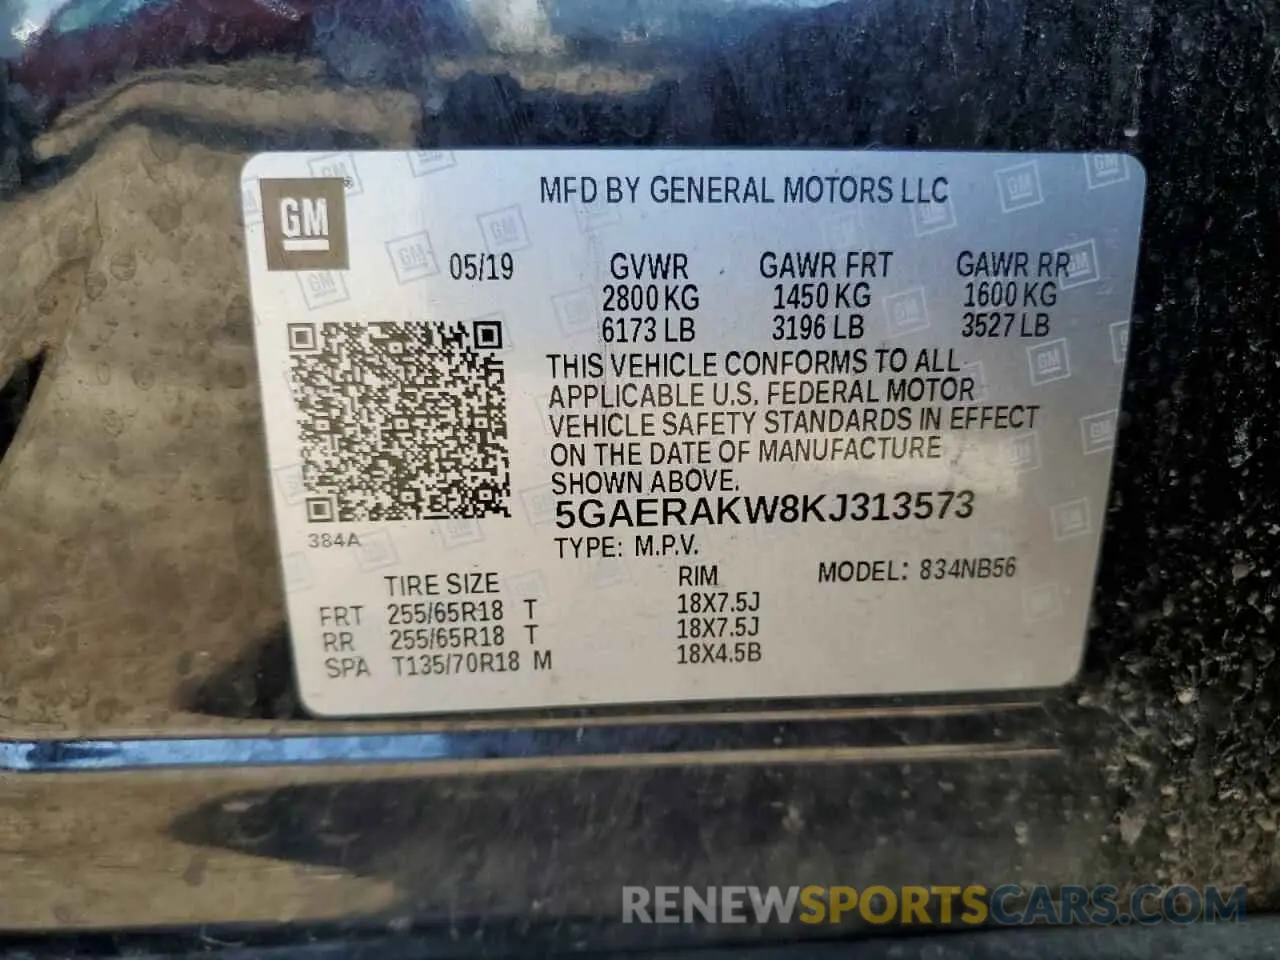 GM®
MFD BY GENERAL MOTORS LLC
05/19 GVWR GAWR FRT GAWR RR
2800 KG 1450 KG 1600 KG
6173 LB 3196 LB 3527 LB
THIS VEHICLE CONFORMS TO ALL
APPLICABLE U.S. FEDERAL MOTOR
VEHICLE SAFETY STANDARDS IN EFFECT
ON THE DATE OF MANUFACTURE
SHOWN ABOVE.
5GAERAKW8KJ313573
384A
TYPE: M.P.V.
TIRE SIZE RIM MODEL: 834NB56
FRT 255/65R18 T 18X7.5J
RR 255/65R18 T 18X7.5J
SPA T135/70R18 M 18X4.5B
RENEWSPORTSCARS.COM